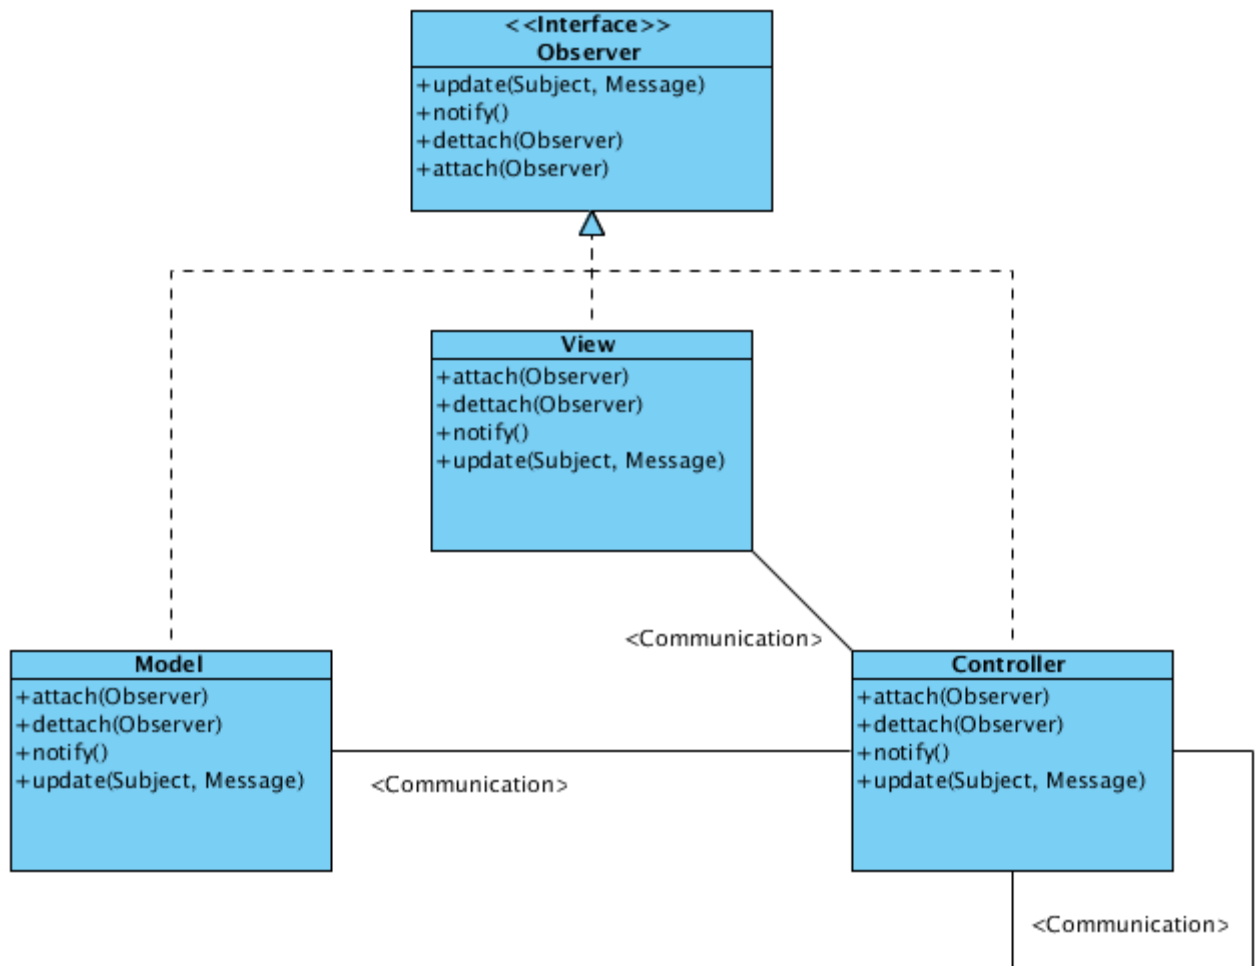 <<Interface>>
Observer
+update(Subject, Message)
+notify()
+dettach(Observer)
+attach(Observer)
View
+attach(Observer)
+dettach(Observer)
+notify()
+update(Subject, Message)
<Communication>
Model
+attach(Observer)
+dettach(Observer)
+notify()
+update(Subject, Message)
<Communication>
Controller
+attach(Observer)
+dettach(Observer)
+notify()
+update(Subject, Message)
<Communication>